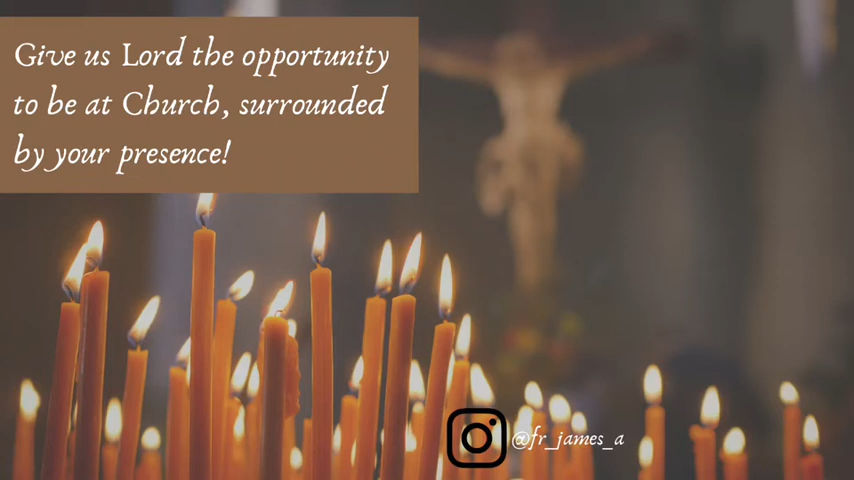 Give us Lord the opportunity
to be at Church, surrounded
by your presence!
@fr_james_a